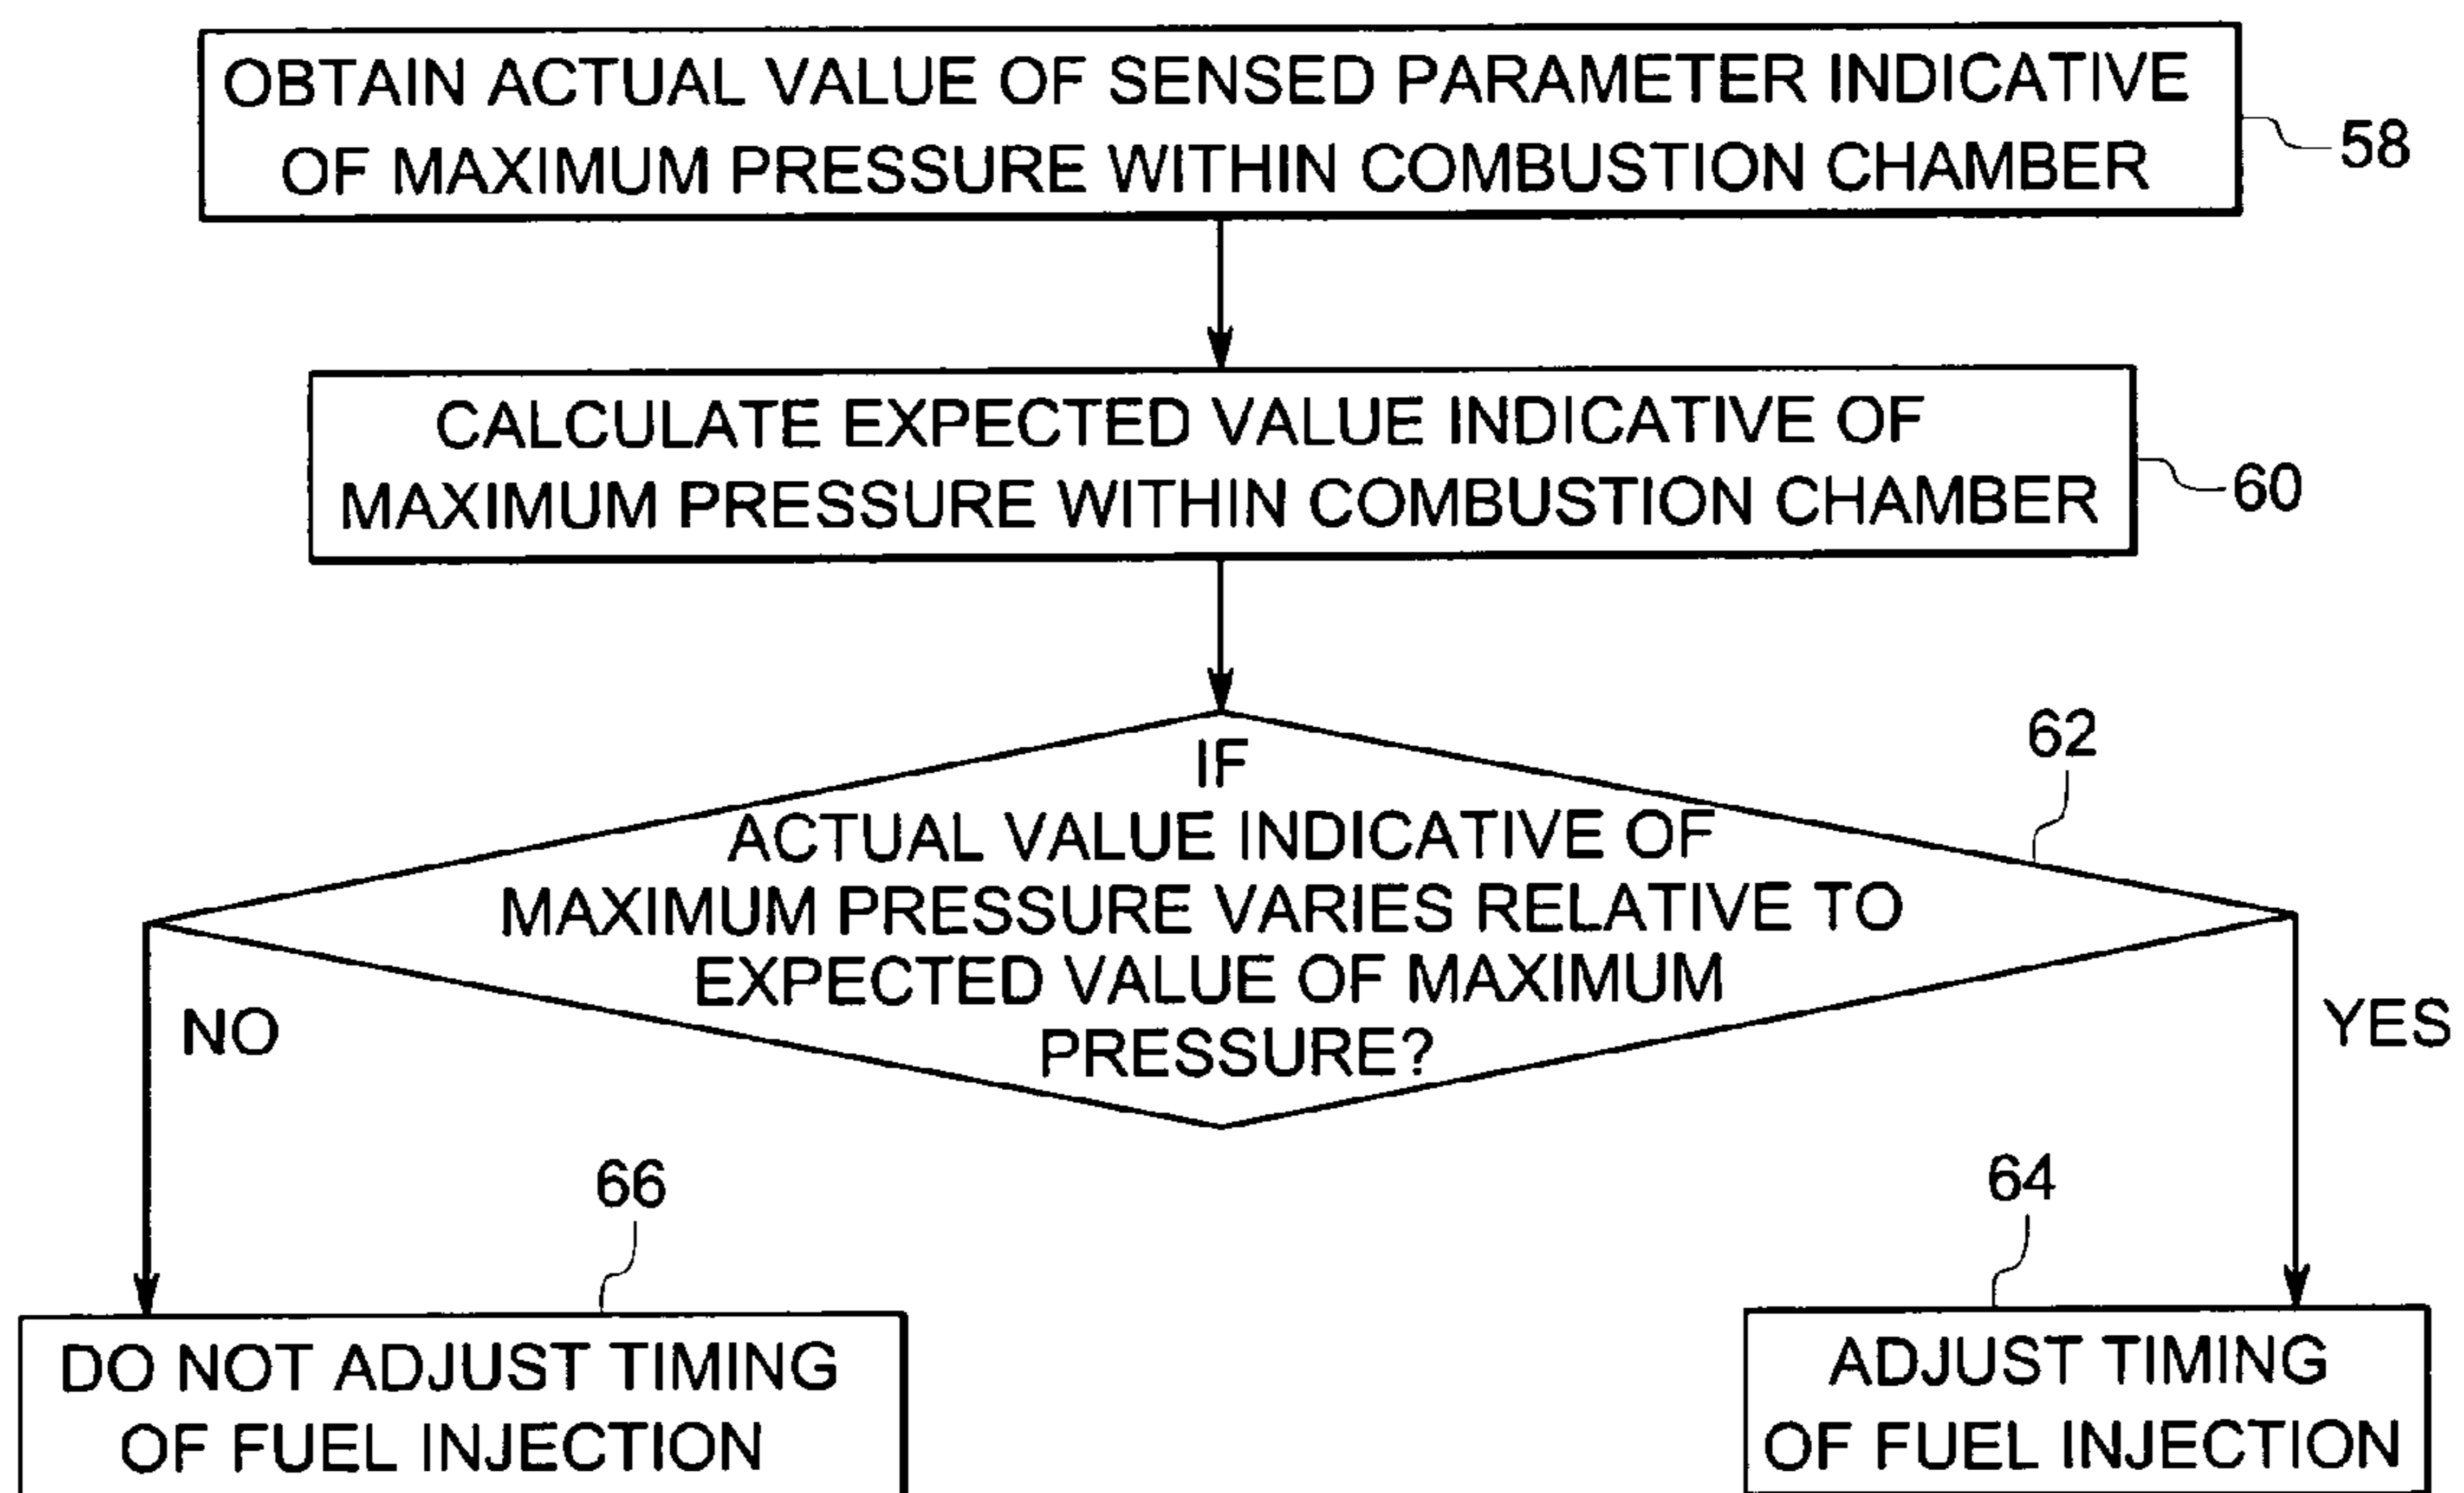 OBTAIN ACTUAL VALUE OF SENSED PARAMETER INDICATIVE
OF MAXIMUM PRESSURE WITHIN COMBUSTION CHAMBER
58
CALCULATE EXPECTED VALUE INDICATIVE OF
MAXIMUM PRESSURE WITHIN COMBUSTION CHAMBER
60
62
IF
ACTUAL VALUE INDICATIVE OF
MAXIMUM PRESSURE VARIES RELATIVE TO
EXPECTED VALUE OF MAXIMUM
PRESSURE?
NO
YES
66
DO NOT ADJUST TIMING
OF FUEL INJECTION
64
ADJUST TIMING
OF FUEL INJECTION